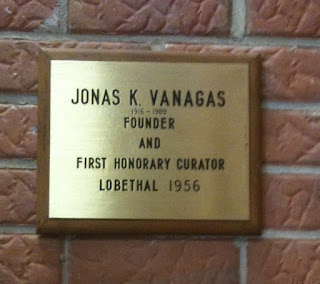 JONAS K. VANAGAS
1916 - 1989
FOUNDER
AND
FIRST HONORARY CURATOR
LOBETHAL 1956